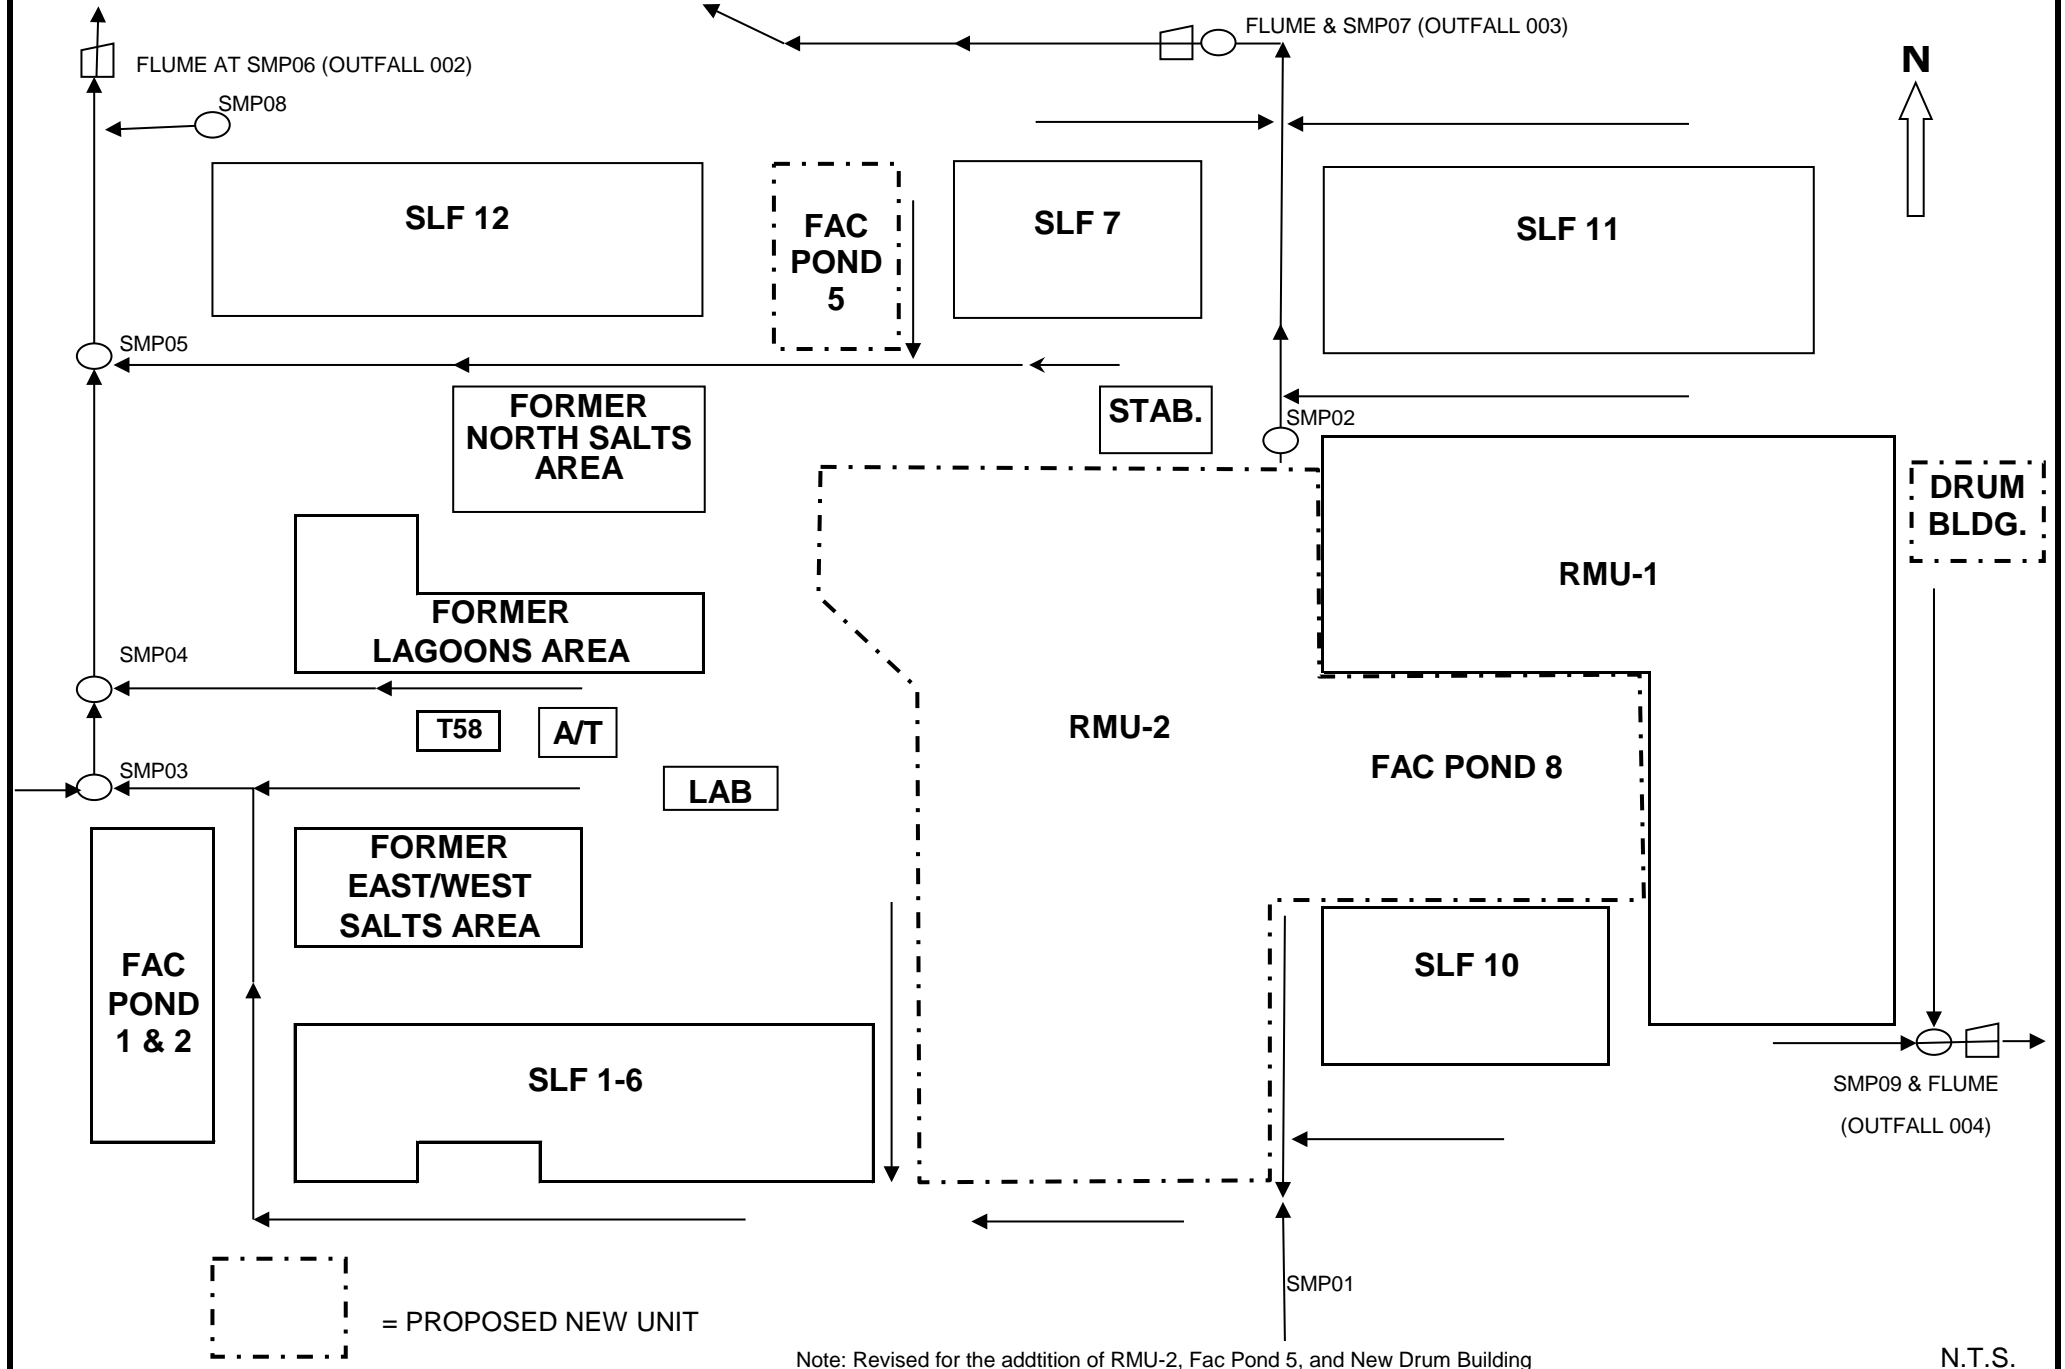 FLUME & SMP07 (OUTFALL 003)
FLUME AT SMP06 (OUTFALL 002)
N
SMP08
SLF 12
FAC
POND
5
SLF 7
SLF 11
SMP05
FORMER
NORTH SALTS
AREA
STAB.
SMP02
DRUM
BLDG.
RMU-1
FORMER
LAGOONS AREA
SMP04
T58
A/T
RMU-2
FAC POND 8
SMP03
LAB
FORMER
EAST/WEST
SALTS AREA
FAC
POND
1 & 2
SLF 10
SLF 1-6
SMP09 & FLUME
(OUTFALL 004)
SMP01
= PROPOSED NEW UNIT
Note: Revised for the addtition of RMU-2, Fac Pond 5, and New Drum Building
N.T.S.